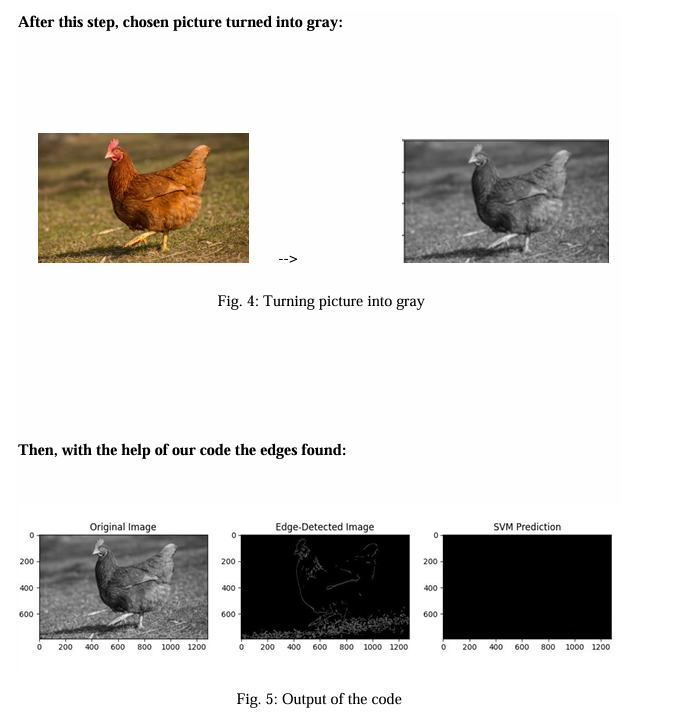 After this step, chosen picture turned into gray:
-->
Fig. 4: Turning picture into gray
Then, with the help of our code the edges found:
Original Image Edge-Detected Image SVM Prediction
0 0 0
200 200 200
400 400 400
600 600 600
0 200 400 600 800 1000 1200 0 200 400 600 800 1000 1200 0 200 400 600 800 1000 1200
Fig. 5: Output of the code